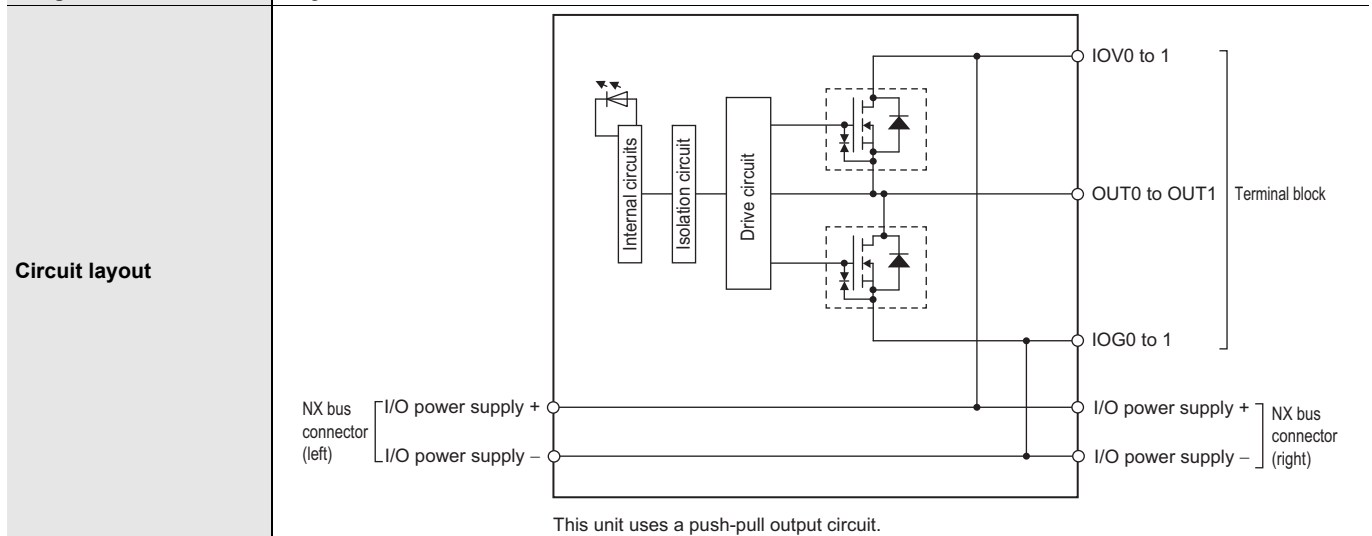 Circuit layout
Internal circuits
Isolation circuit
Drive circuit
IOV0 to 1
OUT0 to OUT1
Terminal block
IOG0 to 1
NX bus
connector
(left)
I/O power supply +
I/O power supply –
I/O power supply +
I/O power supply –
NX bus
connector
(right)
This unit uses a push-pull output circuit.